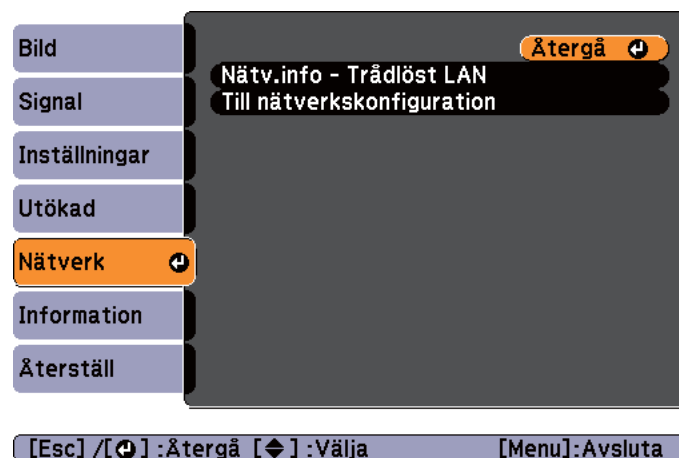 Bild
Signal
Inställningar
Utökad
Nätverk
Information
Återställ
Återgå
Nätv.info - Trådlöst LAN
Till nätverkskonfiguration
[Esc] /[⏎] :Återgå [◆] :Välja [Menu]:Avsluta